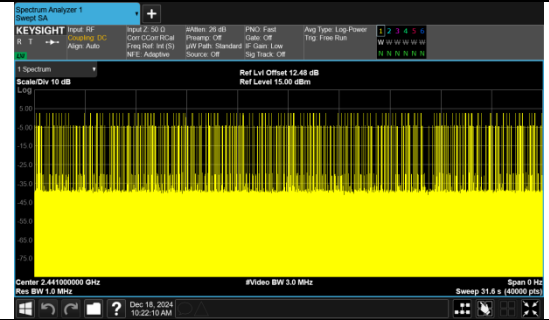 Spectrum Analyzer 1
Swept SA
+
KEYSIGHT Input: RF Input Z: 50 Ω #Atten: 26 dB PNO: Fast Avg Type: Log-Power 1 2 3 4 5 6
R T Coupling: DC Corr CCorr RCal Preamp: Off Gate: Off Trig: Free Run W W W W W W
Align: Auto Freq Ref: Int (S) µW Path: Standard IF Gain: Low N N N N N N
LW NFE: Adaptive Source: Off Sig Track: Off
1 Spectrum
Ref Lvl Offset 12.48 dB
Scale/Div 10 dB Ref Level 15.00 dBm
Log
5.00
-5.00
-15.0
-25.0
-35.0
-45.0
-55.0
-65.0
-75.0
Center 2.441000000 GHz #Video BW 3.0 MHz Span 0 Hz
Res BW 1.0 MHz Sweep 31.6 s (40000 pts)
? Dec 18, 2024
10:22:10 AM